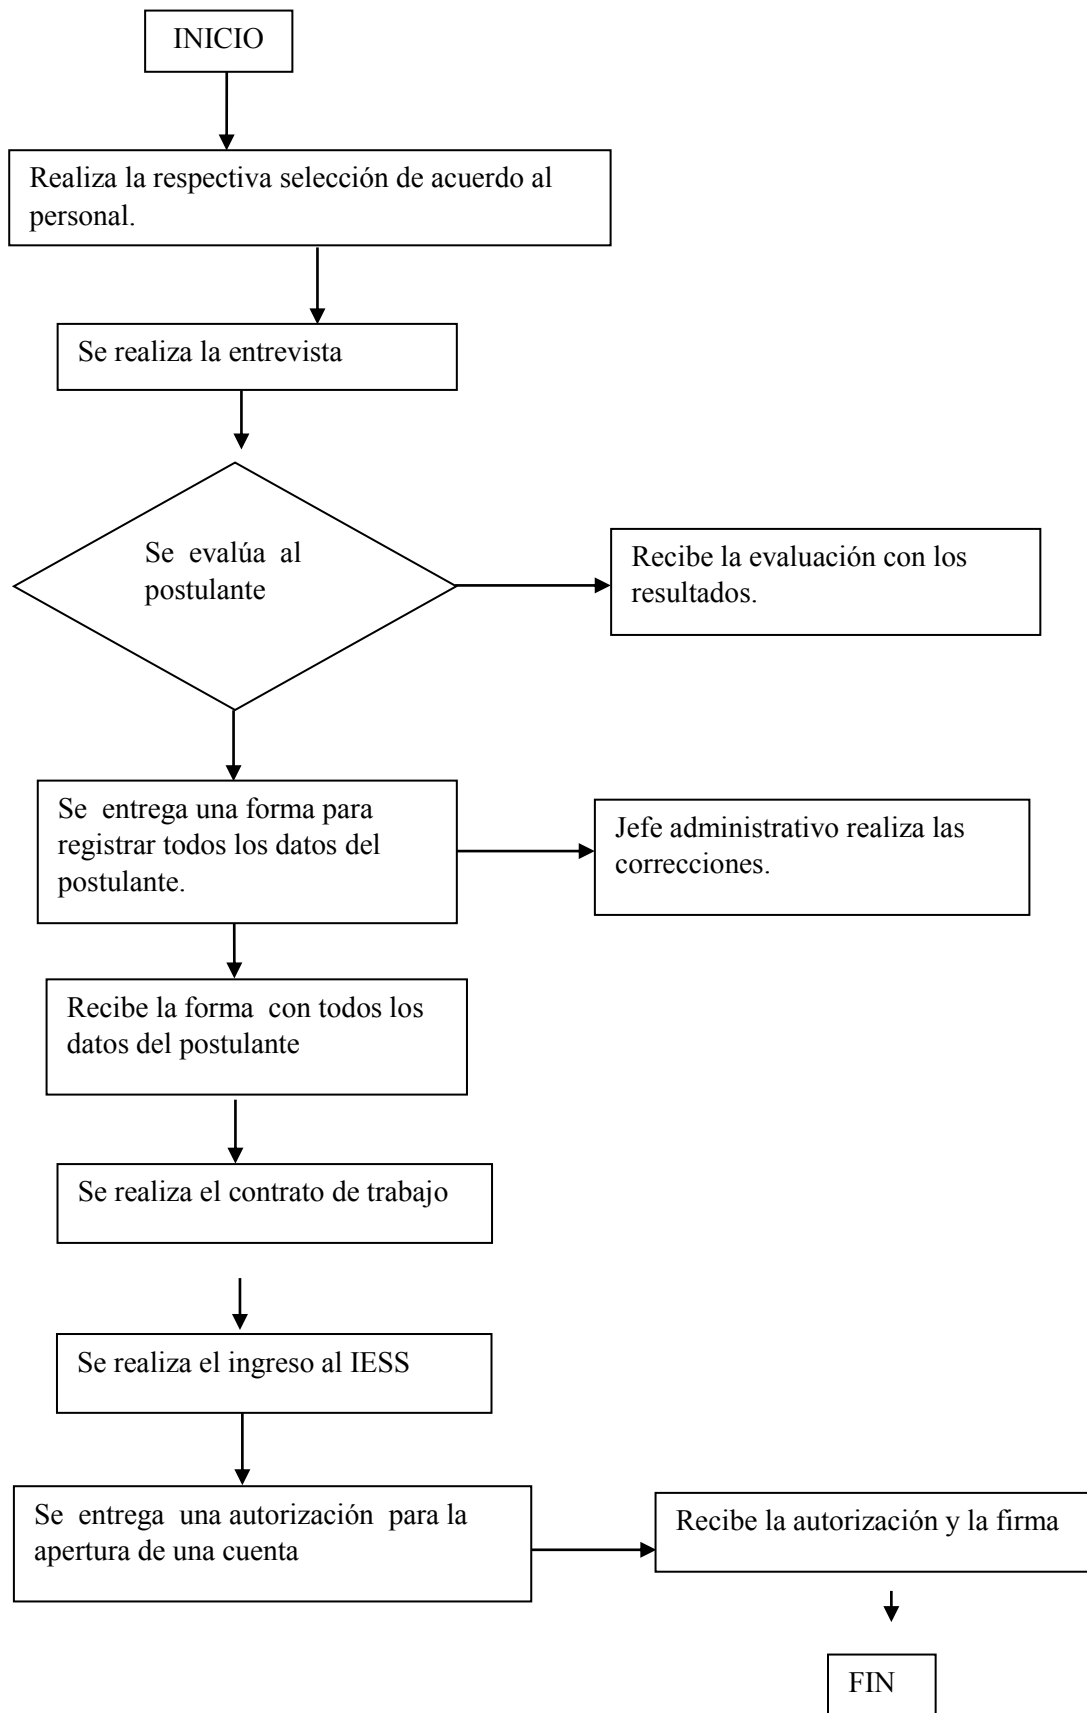 INICIO
Realiza la respectiva selección de acuerdo al
personal.
Se realiza la entrevista
Se evalúa al
postulante
Recibe la evaluación con los
resultados.
Se entrega una forma para
registrar todos los datos del
postulante.
Jefe administrativo realiza las
correcciones.
Recibe la forma con todos los
datos del postulante
Se realiza el contrato de trabajo
Se realiza el ingreso al IESS
Se entrega una autorización para la
apertura de una cuenta
Recibe la autorización y la firma
FIN